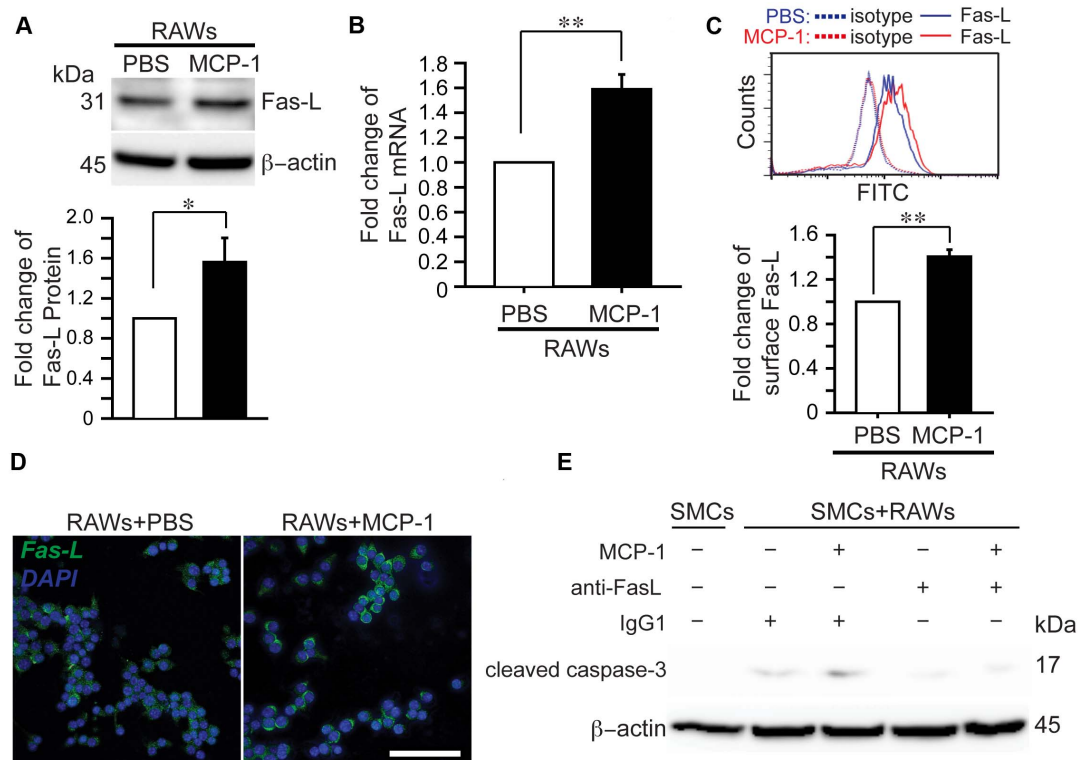 A
RAWs
PBS MCP-1
kDa
31 Fas-L
45 β–actin
*
Fold change of
Fas-L Protein
2.0
1.6
1.2
0.8
0.4
0
B
**
Fold change of
Fas-L mRNA
1.8
1.6
1.4
1.2
1.0
0.8
0.6
0.4
0.2
0
PBS MCP-1
RAWs
C
PBS: isotype Fas-L
MCP-1: isotype Fas-L
Counts
FITC
**
Fold change of
surface Fas-L
1.6
1.2
0.8
0.4
0
PBS MCP-1
RAWs
D
RAWs+PBS RAWs+MCP-1
Fas-L
DAPI
E
SMCs SMCs+RAWs
MCP-1 – – + – +
anti-FasL – – – + +
IgG1 – + + – –
kDa
cleaved caspase-3 17
β–actin 45